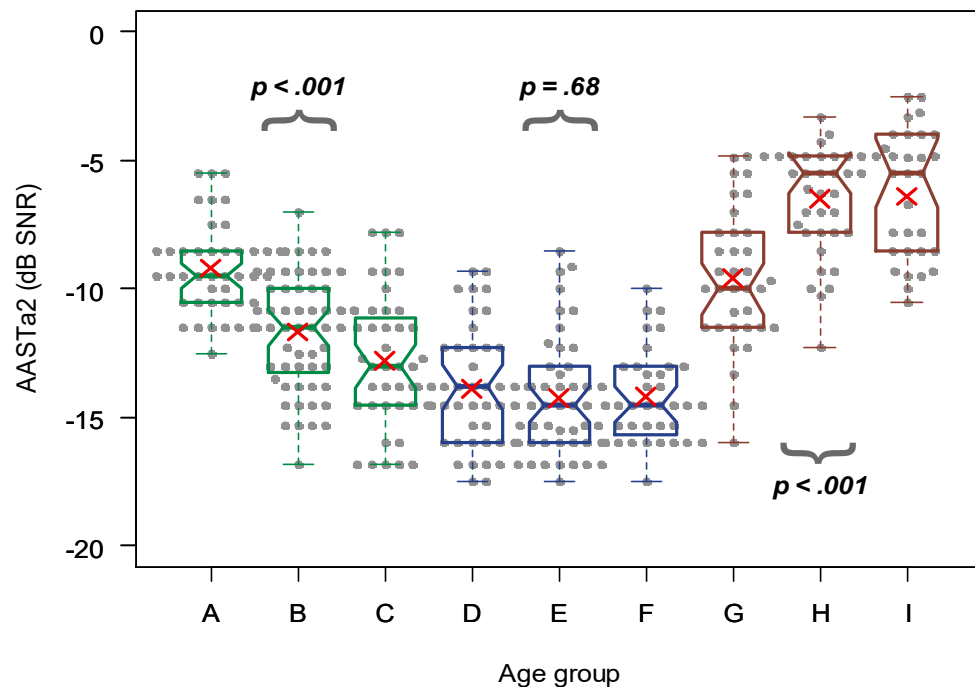 0
p < .001
p = .68
-5
-10
-15
p < .001
-20
AASTa2 (dB SNR)
A B C D E F G H I
Age group